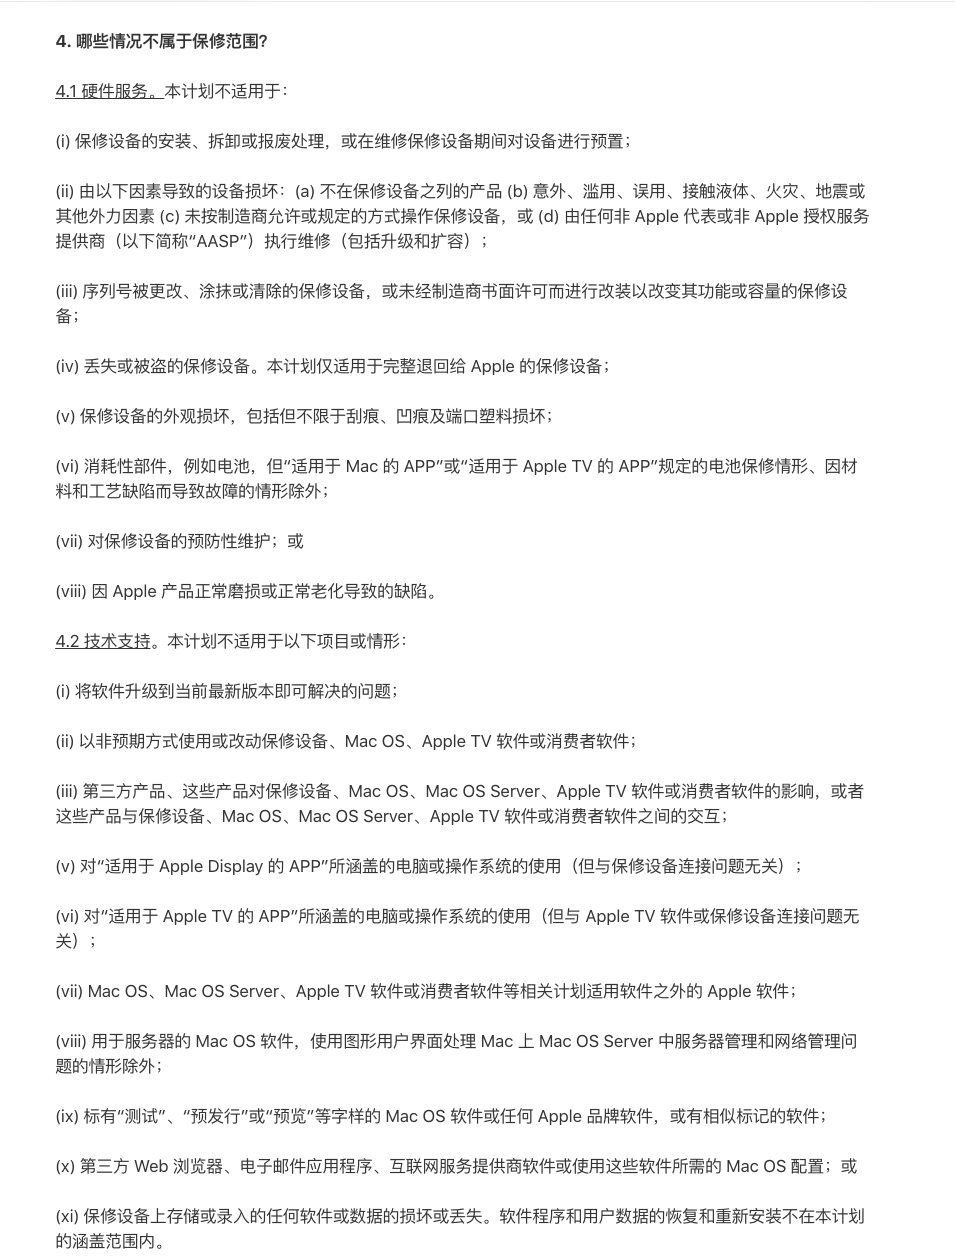 4. 哪些情况不属于保修范围？
4.1 硬件服务。本计划不适用于：
(i) 保修设备的安装、拆卸或报废处理，或在维修保修设备期间对设备进行预置；
(ii) 由以下因素导致的设备损坏：(a) 不在保修设备之列的产品 (b) 意外、滥用、误用、接触液体、火灾、地震或
其他外力因素 (c) 未按制造商允许或规定的方式操作保修设备，或 (d) 由任何非 Apple 代表或非 Apple 授权服务
提供商（以下简称“AASP”）执行维修（包括升级和扩容）；
(iii) 序列号被更改、涂抹或清除的保修设备，或未经制造商书面许可而进行改装以改变其功能或容量的保修设
备；
(iv) 丢失或被盗的保修设备。本计划仅适用于完整退回给 Apple 的保修设备；
(v) 保修设备的外观损坏，包括但不限于刮痕、凹痕及端口塑料损坏；
(vi) 消耗性部件，例如电池，但“适用于 Mac 的 APP”或“适用于 Apple TV 的 APP”规定的电池保修情形、因材
料和工艺缺陷而导致故障的情形除外；
(vii) 对保修设备的预防性维护；或
(viii) 因 Apple 产品正常磨损或正常老化导致的缺陷。
4.2 技术支持。本计划不适用于以下项目或情形：
(i) 将软件升级到当前最新版本即可解决的问题；
(ii) 以非预期方式使用或改动保修设备、Mac OS、Apple TV 软件或消费者软件；
(iii) 第三方产品、这些产品对保修设备、Mac OS、Mac OS Server、Apple TV 软件或消费者软件的影响，或者
这些产品与保修设备、Mac OS、Mac OS Server、Apple TV 软件或消费者软件之间的交互；
(v) 对“适用于 Apple Display 的 APP”所涵盖的电脑或操作系统的使用（但与保修设备连接问题无关）；
(vi) 对“适用于 Apple TV 的 APP”所涵盖的电脑或操作系统的使用（但与 Apple TV 软件或保修设备连接问题无
关）；
(vii) Mac OS、Mac OS Server、Apple TV 软件或消费者软件等相关计划适用软件之外的 Apple 软件；
(viii) 用于服务器的 Mac OS 软件，使用图形用户界面处理 Mac 上 Mac OS Server 中服务器管理和网络管理问
题的情形除外；
(ix) 标有“测试”、“预发行”或“预览”等字样的 Mac OS 软件或任何 Apple 品牌软件，或有相似标记的软件；
(x) 第三方 Web 浏览器、电子邮件应用程序、互联网服务提供商软件或使用这些软件所需的 Mac OS 配置；或
(xi) 保修设备上存储或录入的任何软件或数据的损坏或丢失。软件程序和用户数据的恢复和重新安装不在本计划
的涵盖范围内。